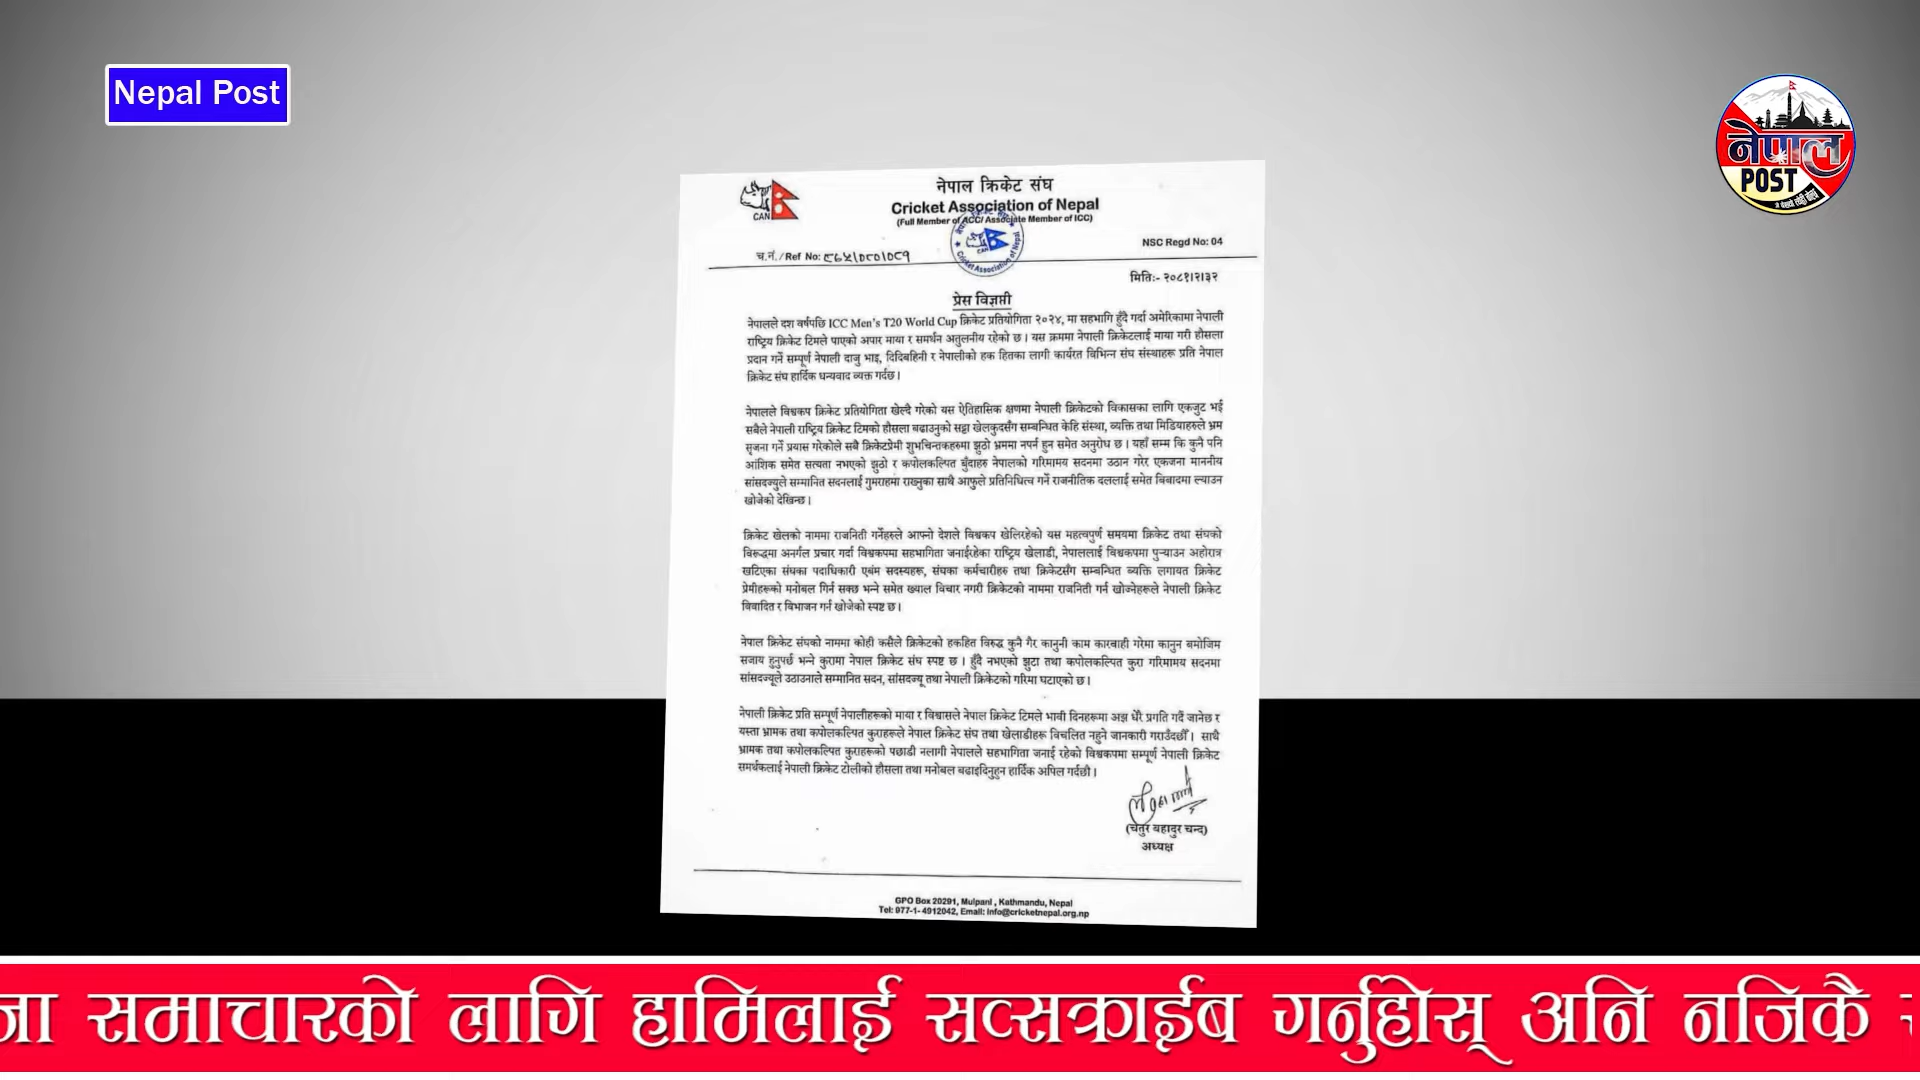 Nepal Post
नेपाल
POST
नेपाल क्रिकेट संघ
Cricket Association of Nepal
(Full Member of ACC/ Associate Member of ICC)
CAN
च.नं./Ref No: ८६५/०८०/०८१
NSC Regd No: 04
मितिः- २०८१।२।३२
प्रेस विज्ञप्ती
नेपालले दश वर्षपछि ICC Men's T20 World Cup क्रिकेट प्रतियोगिता २०२४, मा सहभागि हुँदै गर्दा अमेरिकामा नेपाली
राष्ट्रिय क्रिकेट टिमले पाएको अपार माया र समर्थन अतुलनीय रहेको छ । यस क्रममा नेपाली क्रिकेटलाई माया गरी हौसला
प्रदान गर्ने सम्पूर्ण नेपाली दाजु भाइ, दिदिबहिनी र नेपालीको हक हितका लागी कार्यरत विभिन्न संघ संस्थाहरू प्रति नेपाल
क्रिकेट संघ हार्दिक धन्यवाद व्यक्त गर्दछ ।
नेपालले विश्वकप क्रिकेट प्रतियोगिता खेल्दै गरेको यस ऐतिहासिक क्षणमा नेपाली क्रिकेटको विकासका लागि एकजुट भई
सबैले नेपाली राष्ट्रिय क्रिकेट टिमको हौसला बढाउनुको सट्टा खेलकुदसँग सम्बन्धित केहि संस्था, व्यक्ति तथा मिडियाहरुले भ्रम
सृजना गर्ने प्रयास गरेकोले सबै क्रिकेटप्रेमी शुभचिन्तकहरुमा झुठो भ्रममा नपर्न हुन समेत अनुरोध छ । यहाँ सम्म कि कुनै पनि
आंशिक समेत सत्यता नभएको झुठो र कपोलकल्पित बुँदाहरु नेपालको गरिमामय सदनमा उठान गरेर एकजना माननीय
सांसदज्युले सम्मानित सदनलाई गुमराहमा राख्नुका साथै आफुले प्रतिनिधित्व गर्ने राजनीतिक दललाई समेत बिबादमा ल्याउन
खोजेको देखिन्छ ।
क्रिकेट खेलको नाममा राजनिती गर्नेहरुले आफ्नो देशले विश्वकप खेलिरहेको यस महत्वपुर्ण समयमा क्रिकेट तथा संघको
बिरूद्धमा अनर्गल प्रचार गर्दा विश्वकपमा सहभागिता जनाईरहेका राष्ट्रिय खेलाडी, नेपाललाई विश्वकपमा पुऱ्याउन अहोरात्र
खटिएका संघका पदाधिकारी एबंम सदस्यहरू, संघका कर्मचारीहरु तथा क्रिकेटसँग सम्बन्धित व्यक्ति लगायत क्रिकेट
प्रेमीहरूको मनोबल गिर्न सक्छ भन्ने समेत ख्याल विचार नगरी क्रिकेटको नाममा राजनिती गर्न खोज्नेहरूले नेपाली क्रिकेट
विवादित र बिभाजन गर्न खोजेको स्पष्ट छ ।
नेपाल क्रिकेट संघको नाममा कोही कसैले क्रिकेटको हकहित विरुद्ध कुनै गैर कानुनी काम कारबाही गरेमा कानुन बमोजिम
सजाय हुनुपर्छ भन्ने कुरामा नेपाल क्रिकेट संघ स्पष्ट छ । हुँदै नभएको झुटा तथा कपोलकल्पित कुरा गरिमामय सदनमा
सांसदज्यूले उठाउनाले सम्मानित सदन, सांसदज्यू तथा नेपाली क्रिकेटको गरिमा घटाएको छ ।
नेपाली क्रिकेट प्रति सम्पूर्ण नेपालीहरूको माया र विश्वासले नेपाल क्रिकेट टिमले भावी दिनहरूमा अझ धेरै प्रगति गर्दै जानेछ र
यस्ता भ्रामक तथा कपोलकल्पित कुराहरूले नेपाल क्रिकेट संघ तथा खेलाडीहरू विचलित नहुने जानकारी गराउँदछौँ । साथै
भ्रामक तथा कपोलकल्पित कुराहरूको पछाडी नलागी नेपालले सहभागिता जनाई रहेको विश्वकपमा सम्पूर्ण नेपाली क्रिकेट
समर्थकलाई नेपाली क्रिकेट टोलीको हौसला तथा मनोबल बढाइदिनुहुन हार्दिक अपिल गर्दछौ ।
(चतुर बहादुर चन्द)
अध्यक्ष
GPO Box 20291, Mulpani , Kathmandu, Nepal
Tel: 977-1- 4912042, Email: info@cricketnepal.org.np
समाचारको लागि हामिलाई सव्सक्राईब गर्नुहोस् अनि नजिकै